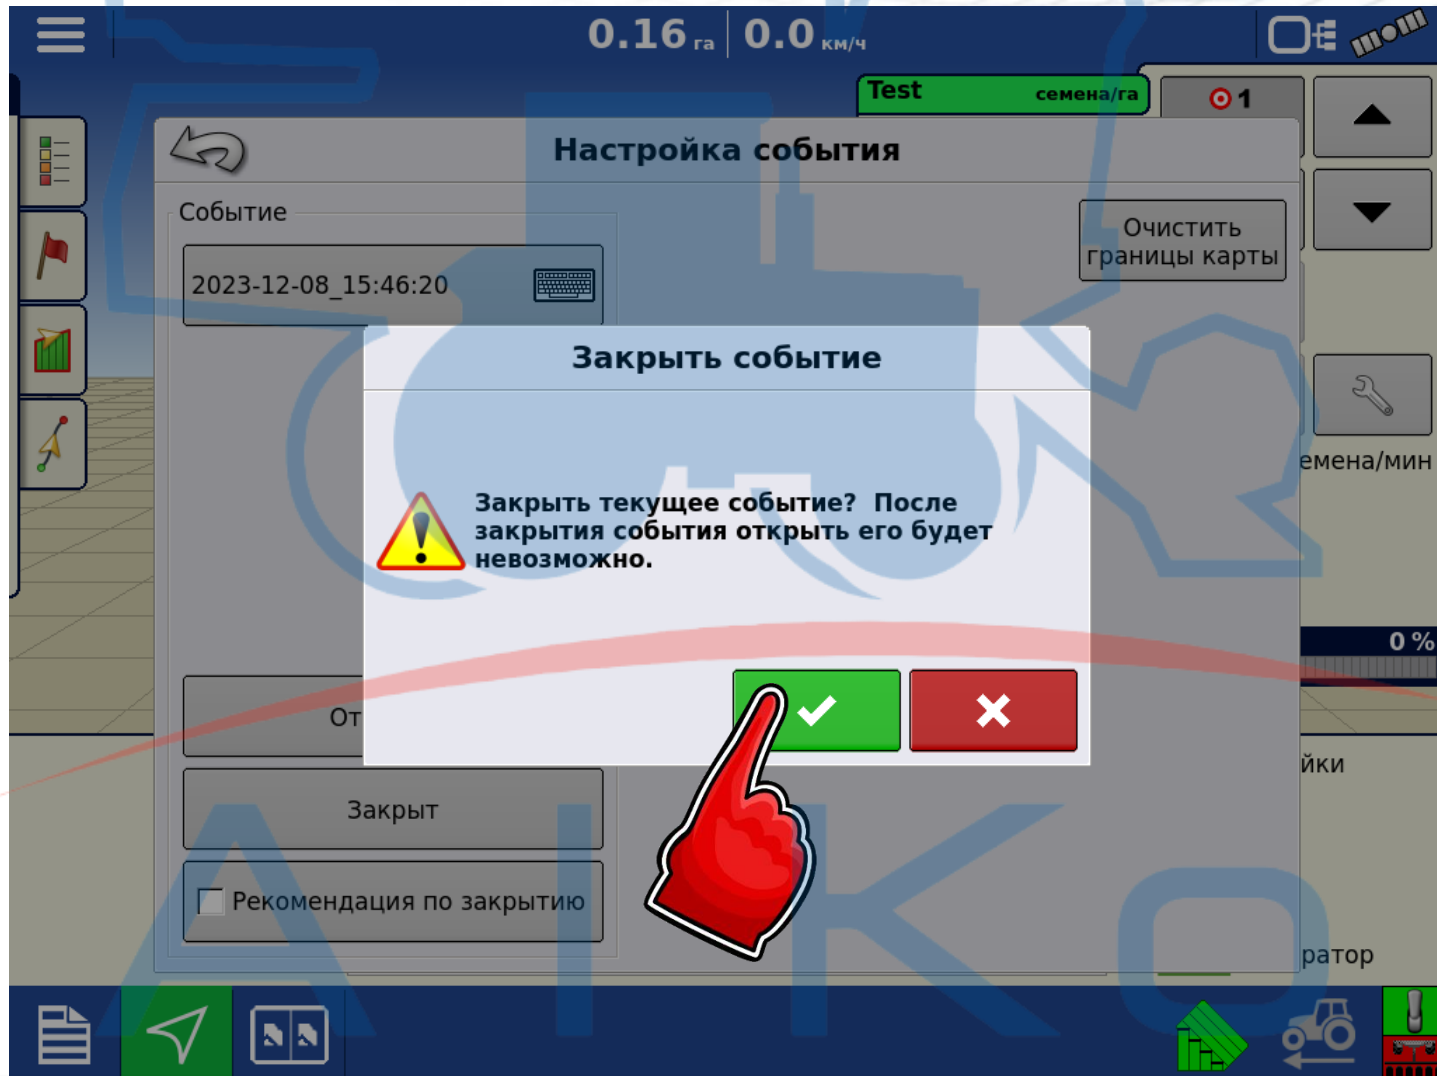 0.16 га 0.0 км/ч
Test семена/га
1
Настройка события
Событие
Очистить
границы карты
2023-12-08_15:46:20
Закрыть событие
емена/мин
Закрыть текущее событие? После
закрытия события открыть его будет
невозможно.
0 %
От
йки
Закрыт
Рекомендация по закрытию
ратор
AIKO